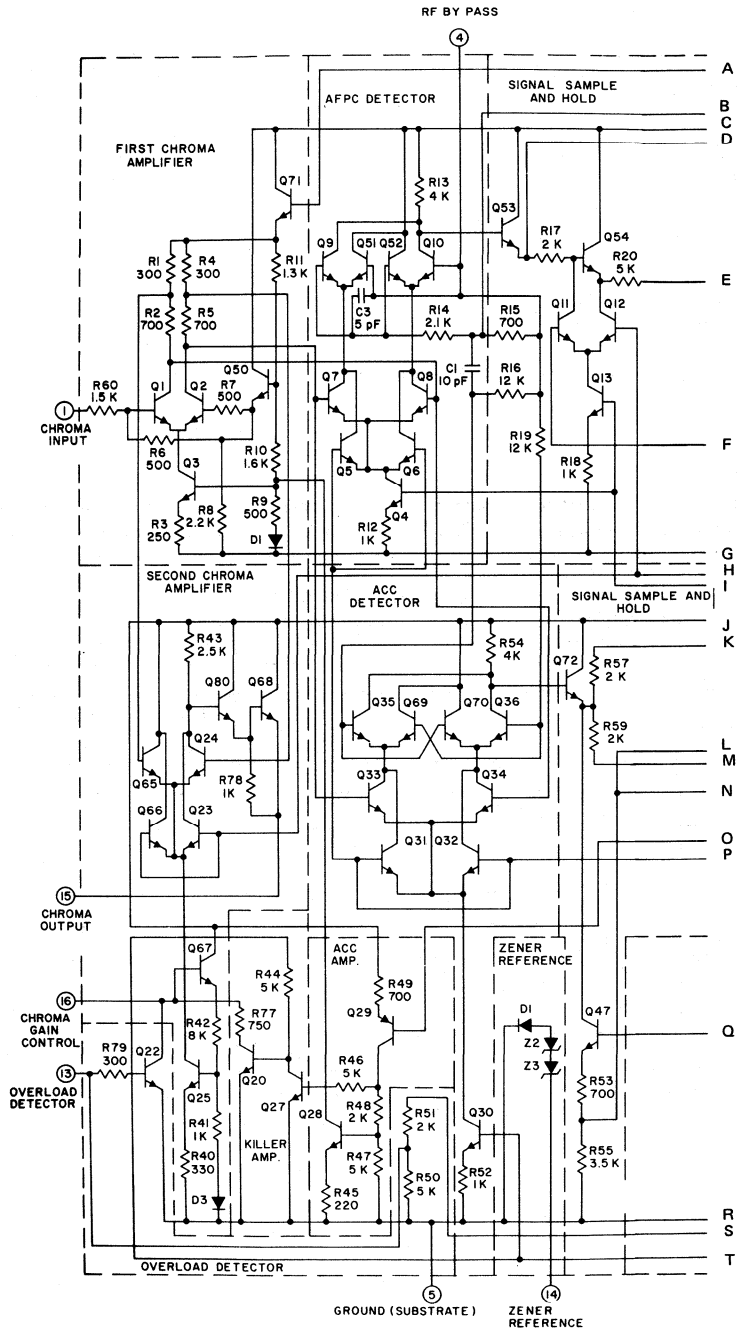 RF BY PASS
4
A
AFPC DETECTOR
SIGNAL SAMPLE
AND HOLD
B
C
D
FIRST CHROMA
AMPLIFIER
Q71
R13
4 K
Q53
R17
2 K
Q54
R1
300
R4
300
R11
1.3 K
Q9
Q51
Q52
Q10
R20
5 K
E
R2
700
R5
700
C3
5 pF
R14
2.1 K
R15
700
Q11
Q12
Q50
C1
10 pF
R16
12 K
R60
1.5 K
Q1
Q2
R7
500
Q7
Q8
Q13
1
CHROMA
INPUT
R6
500
R10
1.6 K
R19
12 K
F
Q3
Q5
Q6
R18
1 K
R3
250
R8
2.2 K
R9
500
Q4
D1
R12
1 K
G
H
I
SECOND CHROMA
AMPLIFIER
ACC
DETECTOR
SIGNAL SAMPLE AND
HOLD
J
R43
2.5 K
Q80
Q68
R54
4K
Q72
R57
2 K
K
Q35
Q69
Q70
Q36
R59
2K
Q24
L
M
Q65
R78
1K
Q33
Q34
N
Q66
Q23
Q31
Q32
O
P
15
CHROMA
OUTPUT
Q67
ACC
AMP.
ZENER
REFERENCE
R44
5 K
R49
700
16
CHROMA
GAIN
CONTROL
R42
8 K
R77
750
Q29
D1
Z2
Z3
Q47
Q
R79
300
Q22
R46
5 K
13
OVERLOAD
DETECTOR
Q25
Q20
Q27
Q28
R48
2 K
R51
2 K
Q30
R53
700
R41
1 K
KILLER
AMP.
R47
5 K
R40
330
R50
5 K
R52
1 K
R55
3.5 K
D3
R45
220
R
S
T
OVERLOAD DETECTOR
5
14
GROUND (SUBSTRATE)
ZENER
REFERENCE